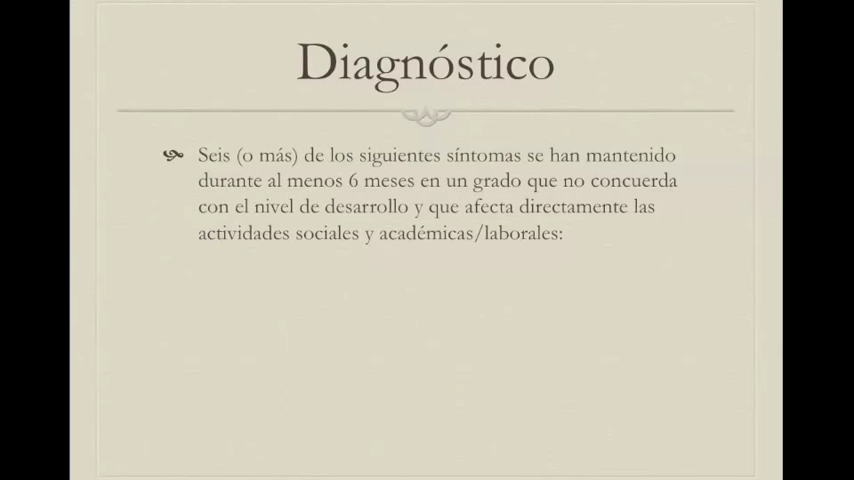 Diagnóstico
Seis (o más) de los siguientes síntomas se han mantenido
durante al menos 6 meses en un grado que no concuerda
con el nivel de desarrollo y que afecta directamente las
actividades sociales y académicas/laborales: